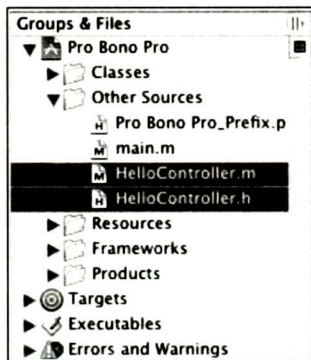 Groups & Files
Pro Bono Pro
Classes
Other Sources
Pro Bono Pro_Prefix.p
main.m
HelloController.m
HelloController.h
Resources
Frameworks
Products
Targets
Executables
Errors and Warnings